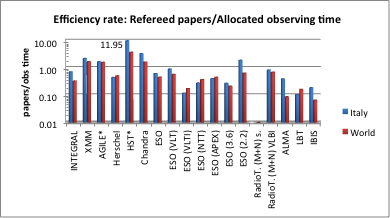 Efficiency rate: Refereed papers/Allocated observing time
papers/obs time
10.00
1.00
0.10
0.01
11.95
INTEGRAL
XMM
AGILE*
Herschel
HST*
Chandra
ESO
ESO (VLT)
ESO (VLTI)
ESO (NTT)
ESO (APEX)
ESO (3.6)
ESO (2.2)
RadioT. (M+N) s.
RadioT. (M+N) VLBI
ALMA
LBT
IBIS
Italy
World